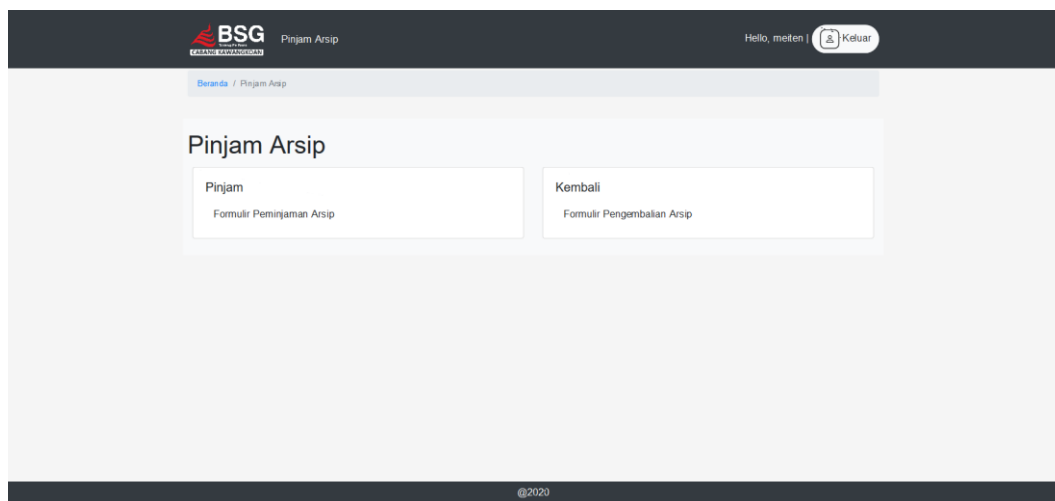 BSG
CABANG KAWANGKOAN
Pinjam Arsip
Hello, meiten |
Keluar
Beranda / Pinjam Arsip
Pinjam Arsip
Pinjam
Formulir Peminjaman Arsip
Kembali
Formulir Pengembalian Arsip
@2020